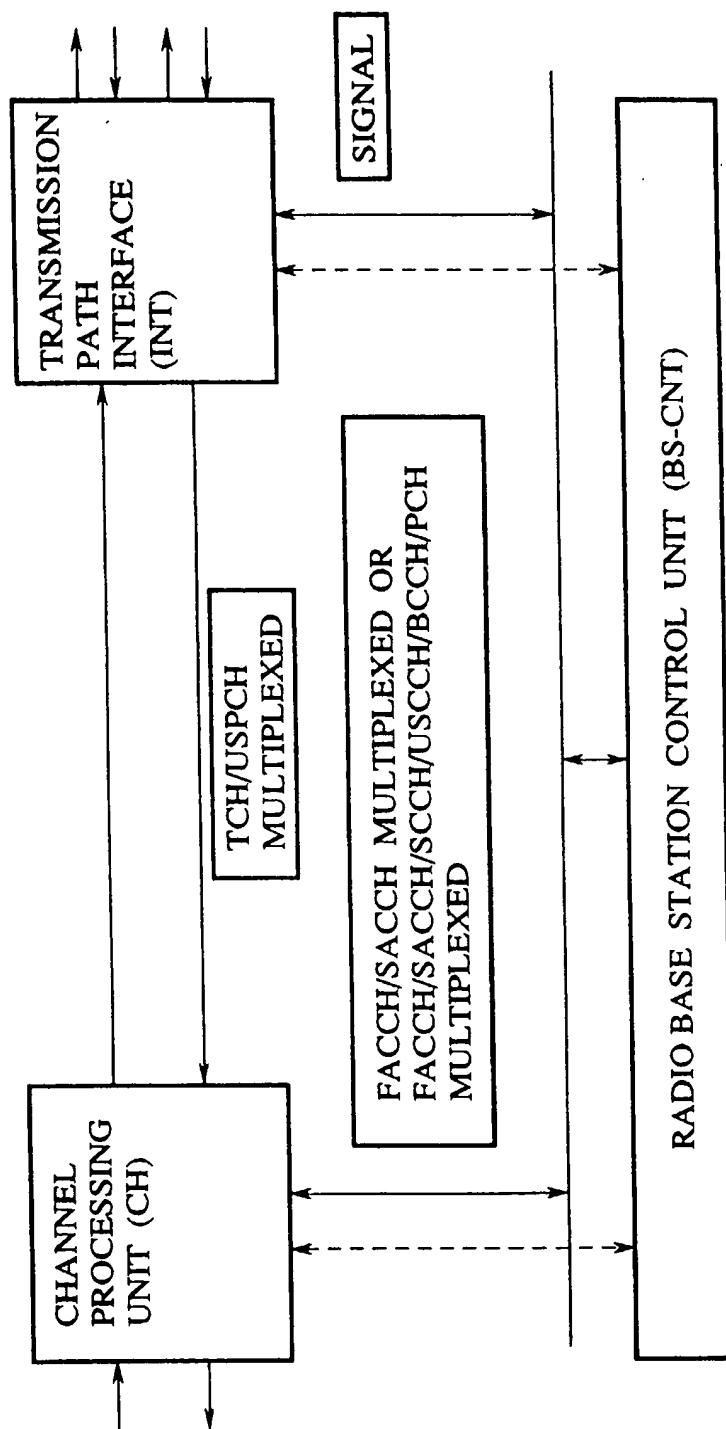 CHANNEL
PROCESSING
UNIT (CH)
TCH/USPCH
MULTIPLEXED
TRANSMISSION
PATH
INTERFACE
(INT)
FACCH/SACCH MULTIPLEXED OR
FACCH/SACCH/SCCH/USCCH/BCCH/PCH
MULTIPLEXED
SIGNAL
RADIO BASE STATION CONTROL UNIT (BS-CNT)